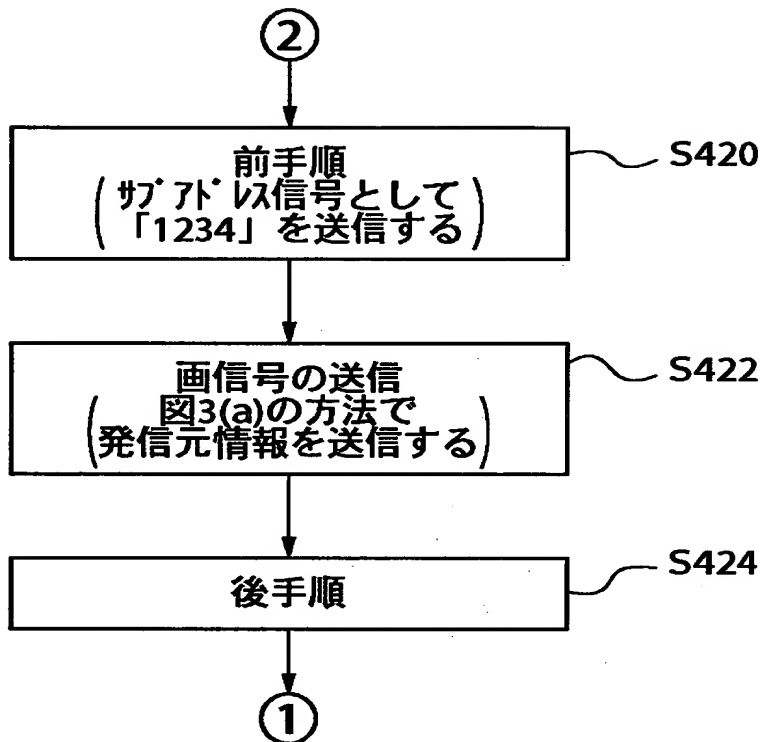 ②
前手順
S420
(ｻﾌﾞｱﾄﾞﾚｽ信号として
「1234」を送信する)
画信号の送信
S422
(図3(a)の方法で
発信元情報を送信する)
S424
後手順
①